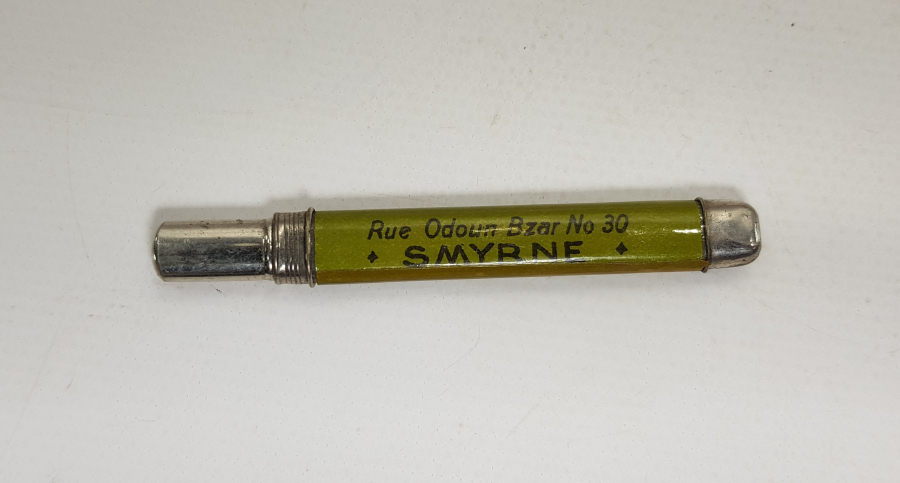 Rue Odoun Bzar No 30
♦ SMYRNE ♦